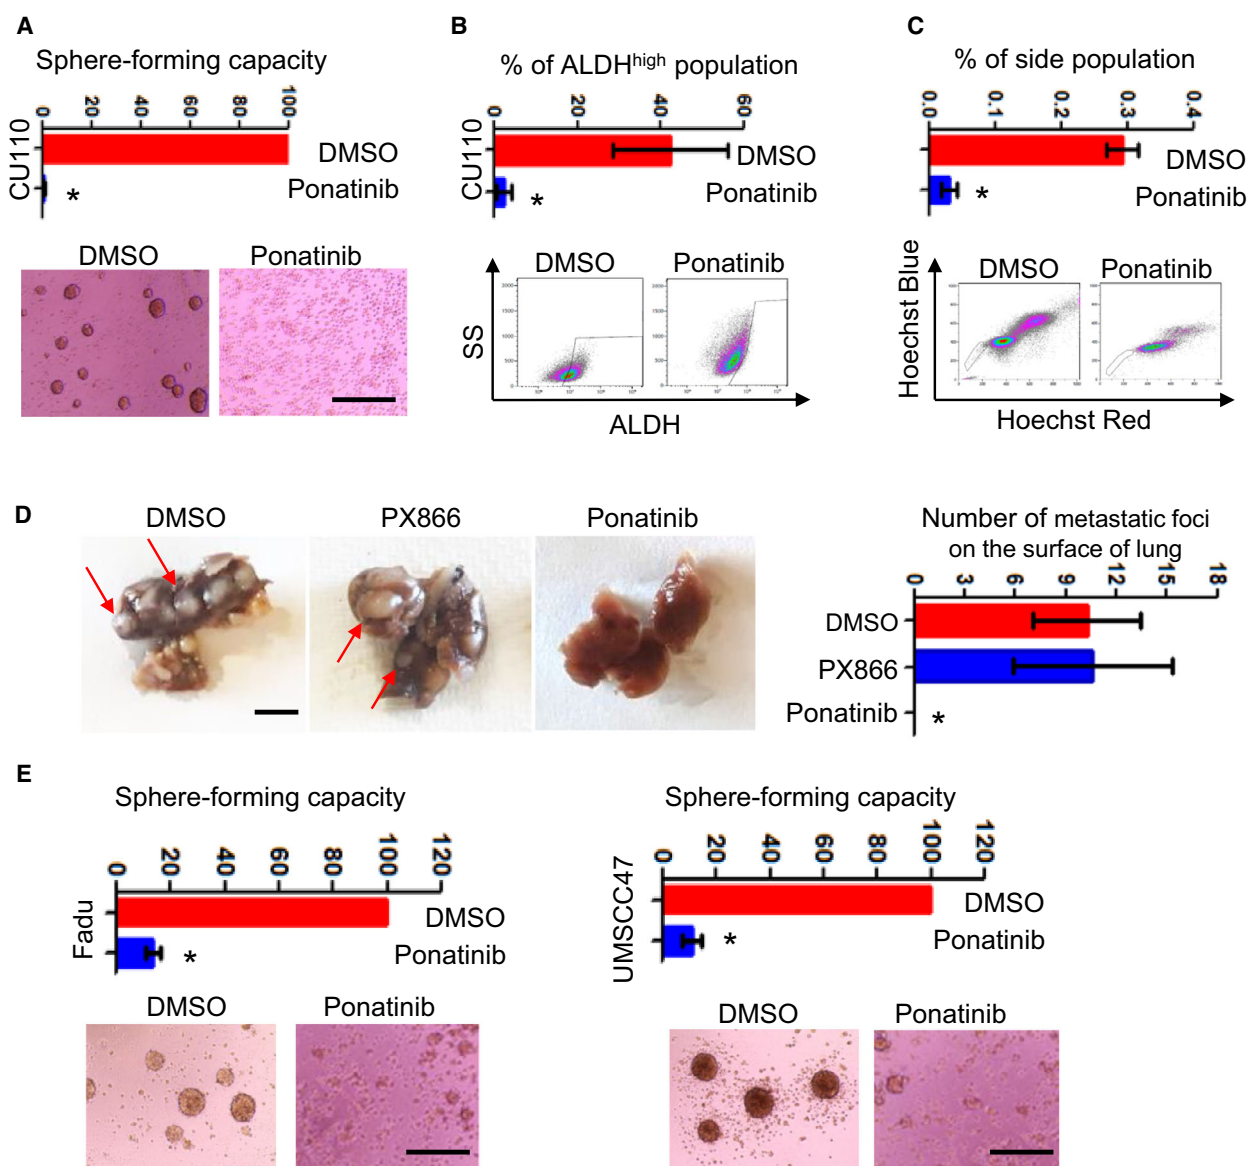 A
Sphere-forming capacity
0 20 40 60 80 100
CU110
DMSO
Ponatinib
*
DMSO Ponatinib
B
% of ALDHhigh population
0 20 40 60
CU110
DMSO
Ponatinib
*
DMSO Ponatinib
SS
ALDH
C
% of side population
0.0 0.1 0.2 0.3 0.4
DMSO
Ponatinib
*
DMSO Ponatinib
Hoechst Blue
Hoechst Red
D
DMSO PX866 Ponatinib
Number of metastatic foci
on the surface of lung
0 3 6 9 12 15 18
DMSO
PX866
Ponatinib
*
E
Sphere-forming capacity
0 20 40 60 80 100 120
Fadu
DMSO
Ponatinib
*
DMSO Ponatinib
Sphere-forming capacity
0 20 40 60 80 100 120
UMSCC47
DMSO
Ponatinib
*
DMSO Ponatinib